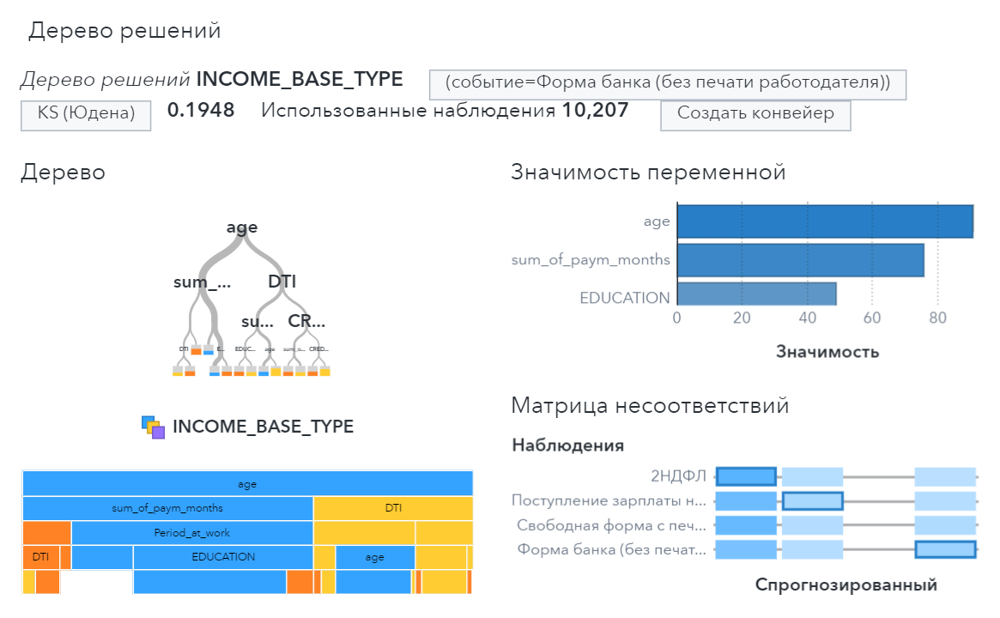 Дерево решений
Дерево решений INCOME_BASE_TYPE (событие=Форма банка (без печати работодателя))
KS (Юдена) 0.1948 Использованные наблюдения 10,207 Создать конвейер
Дерево
age
sum_... DTI
su... CR...
DTI E... EDUC... age sum_o... CRED...
INCOME_BASE_TYPE
age
sum_of_paym_months DTI
Period_at_work
DTI EDUCATION age
Значимость переменной
age
sum_of_paym_months
EDUCATION
0 20 40 60 80
Значимость
Матрица несоответствий
Наблюдения
2НДФЛ
Поступление зарплаты н...
Свободная форма с печ...
Форма банка (без печат...
Спрогнозированный